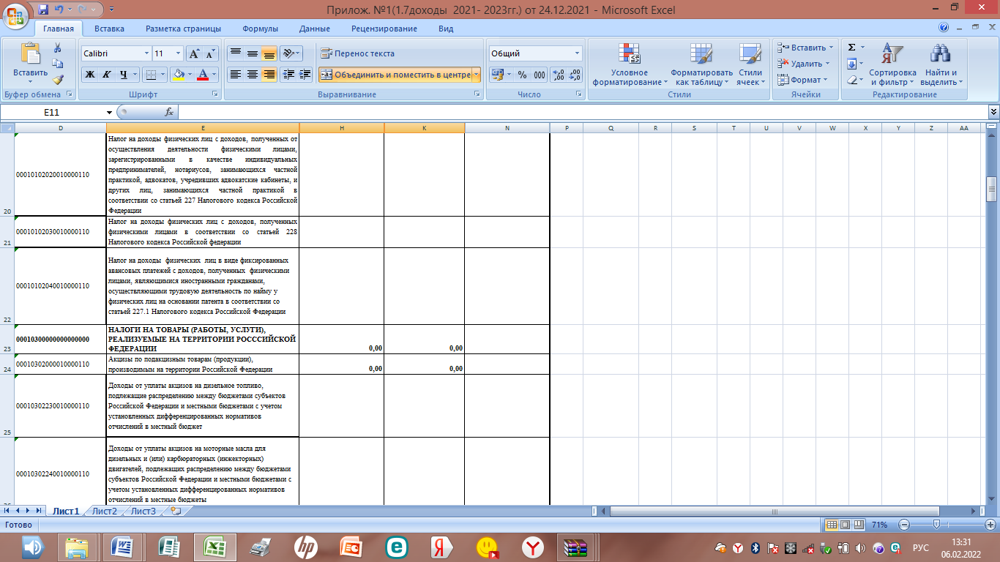 Прилож. №1(1.7доходы 2021- 2023гг.) от 24.12.2021 - Microsoft Excel
Главная Вставка Разметка страницы Формулы Данные Рецензирование Вид
Вставить
Буфер обмена
Calibri 11
Ж К Ч
Шрифт
Перенос текста
Объединить и поместить в центре
Выравнивание
Общий
% 000
Число
Условное форматирование
Форматировать как таблицу
Стили ячеек
Стили
Вставить
Удалить
Формат
Ячейки
Сортировка и фильтр
Найти и выделить
Редактирование
E11 fx
D E H K N P Q R S T U V W X Y Z AA
20 00010102020010000110
Налог на доходы физических лиц с доходов, полученных от
осуществления деятельности физическими лицами,
зарегистрированными в качестве индивидуальных
предпринимателей, нотариусов, занимающихся частной
практикой, адвокатов, учредивших адвокатские кабинеты, и
других лиц, занимающихся частной практикой в
соответствии со статьей 227 Налогового кодекса Российской
Федерации
21 00010102030010000110
Налог на доходы физических лиц с доходов, полученных
физическими лицами в соответствии со статьей 228
Налогового кодекса Российской федерации
22 00010102040010000110
Налог на доходы физических лиц в виде фиксированных
авансовых платежей с доходов, полученных физическими
лицами, являющимися иностранными гражданами,
осуществляющими трудовую деятельность по найму у
физических лиц на основании патента в соответствии со
статьей 227.1 Налогового кодекса Российской Федерации
23 00010300000000000000
НАЛОГИ НА ТОВАРЫ (РАБОТЫ, УСЛУГИ),
РЕАЛИЗУЕМЫЕ НА ТЕРРИТОРИИ РОСССИЙСКОЙ
ФЕДЕРАЦИИ 0,00 0,00
24 00010302000010000110
Акцизы по подакцизным товарам (продукции),
производимым на территории Российской Федерации 0,00 0,00
25 00010302230010000110
Доходы от уплаты акцизов на дизельное топливо,
подлежащие распределению между бюджетами субъектов
Российской Федерации и местными бюджетами с учетом
установленных дифференцированных нормативов
отчислений в местный бюджет
00010302240010000110
Доходы от уплаты акцизов на моторные масла для
дизельных и (или) карбюраторных (инжекторных)
двигателей, подлежащих распределению между бюджетами
субъектов Российской Федерации и местными бюджетами с
учетом установленных дифференцированных нормативов
отчислений в местные бюджеты
Лист1 Лист2 Лист3
Готово 71%
РУС 13:31
06.02.2022